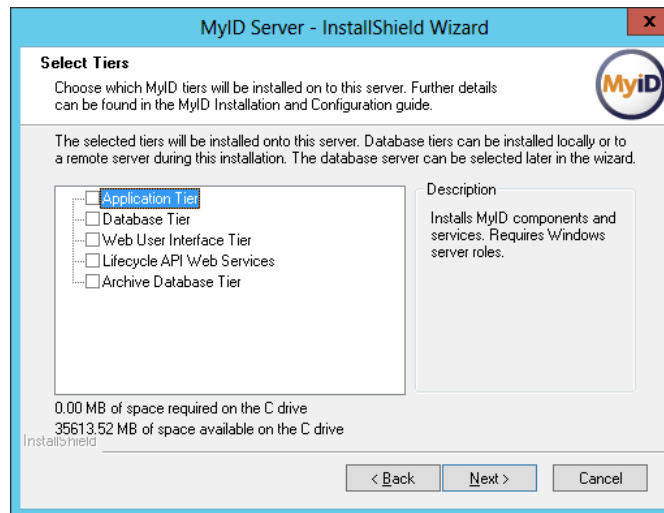 MyID Server - InstallShield Wizard
x
Select Tiers
Choose which MyID tiers will be installed on to this server. Further details
can be found in the MyID Installation and Configuration guide.
MyiD
The selected tiers will be installed onto this server. Database tiers can be installed locally or to
a remote server during this installation. The database server can be selected later in the wizard.
Application Tier
Database Tier
Web User Interface Tier
Lifecycle API Web Services
Archive Database Tier
Description
Installs MyID components and
services. Requires Windows
server roles.
0.00 MB of space required on the C drive
35613.52 MB of space available on the C drive
InstallShield
< Back
Next >
Cancel